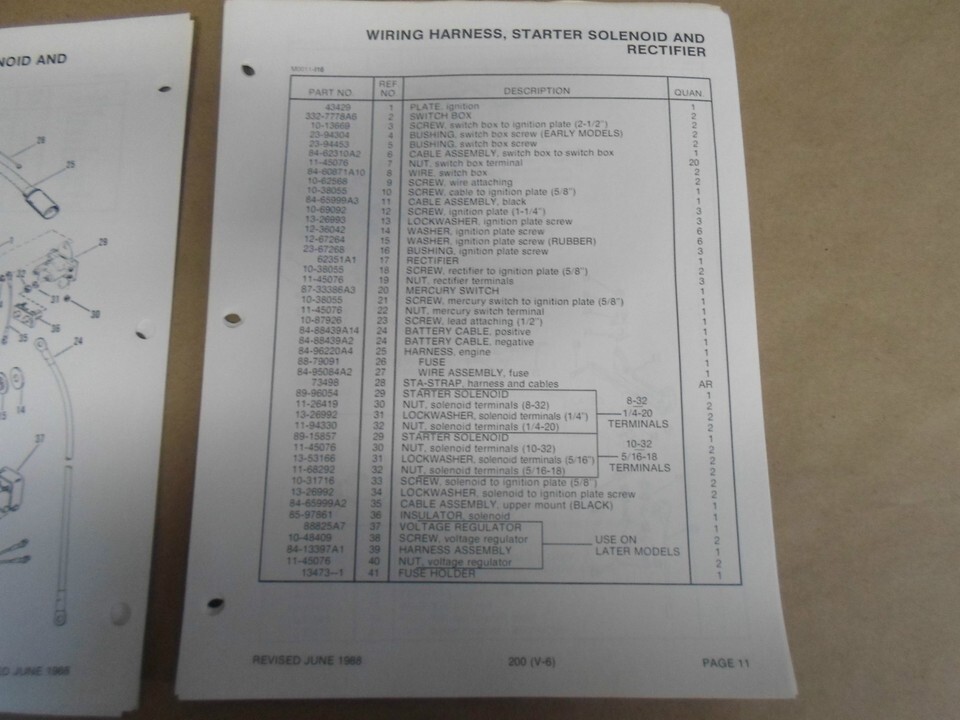 NOID AND
28
25
29
32
31
30
36
35
24
14
37
D JUNE 1988
WIRING HARNESS, STARTER SOLENOID AND
RECTIFIER
PART NO. REF NO DESCRIPTION QUAN.
43429 1 PLATE, ignition 1
332-7778A6 2 SWITCH BOX 2
10-13669 3 SCREW, switch box to ignition plate (2-1/2") 2
23-94304 4 BUSHING, switch box screw (EARLY MODELS) 2
23-94453 5 BUSHING, switch box screw 2
84-62310A2 6 CABLE ASSEMBLY, switch box to switch box 1
11-45076 7 NUT, switch box terminal 20
84-60871A10 8 WIRE, switch box 2
10-62568 9 SCREW, wire attaching 2
10-38055 10 SCREW, cable to ignition plate (5/8") 1
84-65999A3 11 CABLE ASSEMBLY, black 1
10-69092 12 SCREW, ignition plate (1-1/4") 3
13-26993 13 LOCKWASHER, ignition plate screw 3
12-36042 14 WASHER, ignition plate screw 6
12-67264 15 WASHER, ignition plate screw (RUBBER) 6
23-67268 16 BUSHING, ignition plate screw 3
62351A1 17 RECTIFIER 1
10-38055 18 SCREW, rectifier to ignition plate (5/8") 2
11-45076 19 NUT, rectifier terminals 3
87-33386A3 20 MERCURY SWITCH 1
10-38055 21 SCREW, mercury switch to ignition plate (5/8") 1
11-45076 22 NUT, mercury switch terminal 1
10-87926 23 SCREW, lead attaching (1/2") 1
84-88439A14 24 BATTERY CABLE, positive 1
84-88439A2 24 BATTERY CABLE, negative 1
84-96220A4 25 HARNESS, engine 1
88-79091 26 FUSE 1
84-95084A2 27 WIRE ASSEMBLY, fuse 1
73498 28 STA-STRAP, harness and cables AR
89-96054 29 STARTER SOLENOID 1
11-26419 30 NUT, solenoid terminals (8-32) 8-32 2
13-26992 31 LOCKWASHER, solenoid terminals (1/4") 1/4-20 2
11-94330 32 NUT, solenoid terminals (1/4-20) TERMINALS 2
89-15857 29 STARTER SOLENOID 1
11-45076 30 NUT, solenoid terminals (10-32) 10-32 2
13-53166 31 LOCKWASHER, solenoid terminals (5/16") 5/16-18 2
11-68292 32 NUT, solenoid terminals (5/16-18) TERMINALS 2
10-31716 33 SCREW, solenoid to ignition plate (5/8") 2
13-26992 34 LOCKWASHER, solenoid to ignition plate screw 2
84-65999A2 35 CABLE ASSEMBLY, upper mount (BLACK) 1
85-97861 36 INSULATOR, solenoid 1
88825A7 37 VOLTAGE REGULATOR 1
10-48409 38 SCREW, voltage regulator USE ON 2
84-13397A1 39 HARNESS ASSEMBLY LATER MODELS 1
11-45076 40 NUT, voltage regulator 2
13473--1 41 FUSE HOLDER 1
REVISED JUNE 1988 200 (V-6) PAGE 11